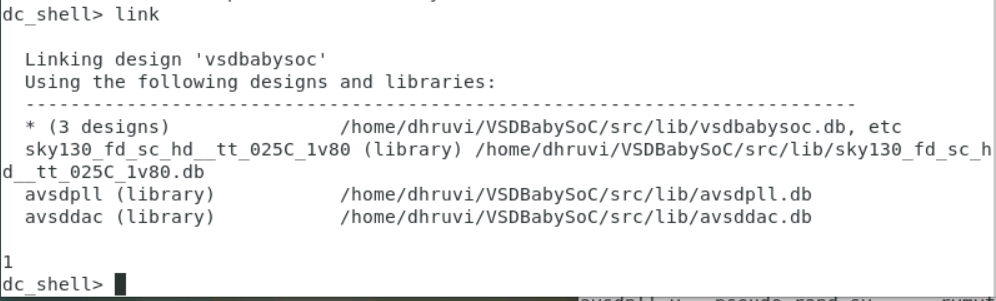 dc_shell> link
Linking design 'vsdbabysoc'
Using the following designs and libraries:
--------------------------------------------------------------------------
* (3 designs)               /home/dhruvi/VSDBabySoC/src/lib/vsdbabysoc.db, etc
sky130_fd_sc_hd__tt_025C_1v80 (library) /home/dhruvi/VSDBabySoC/src/lib/sky130_fd_sc_h
d__tt_025C_1v80.db
avsdpll (library)           /home/dhruvi/VSDBabySoC/src/lib/avsdpll.db
avsddac (library)           /home/dhruvi/VSDBabySoC/src/lib/avsddac.db
1
dc_shell>